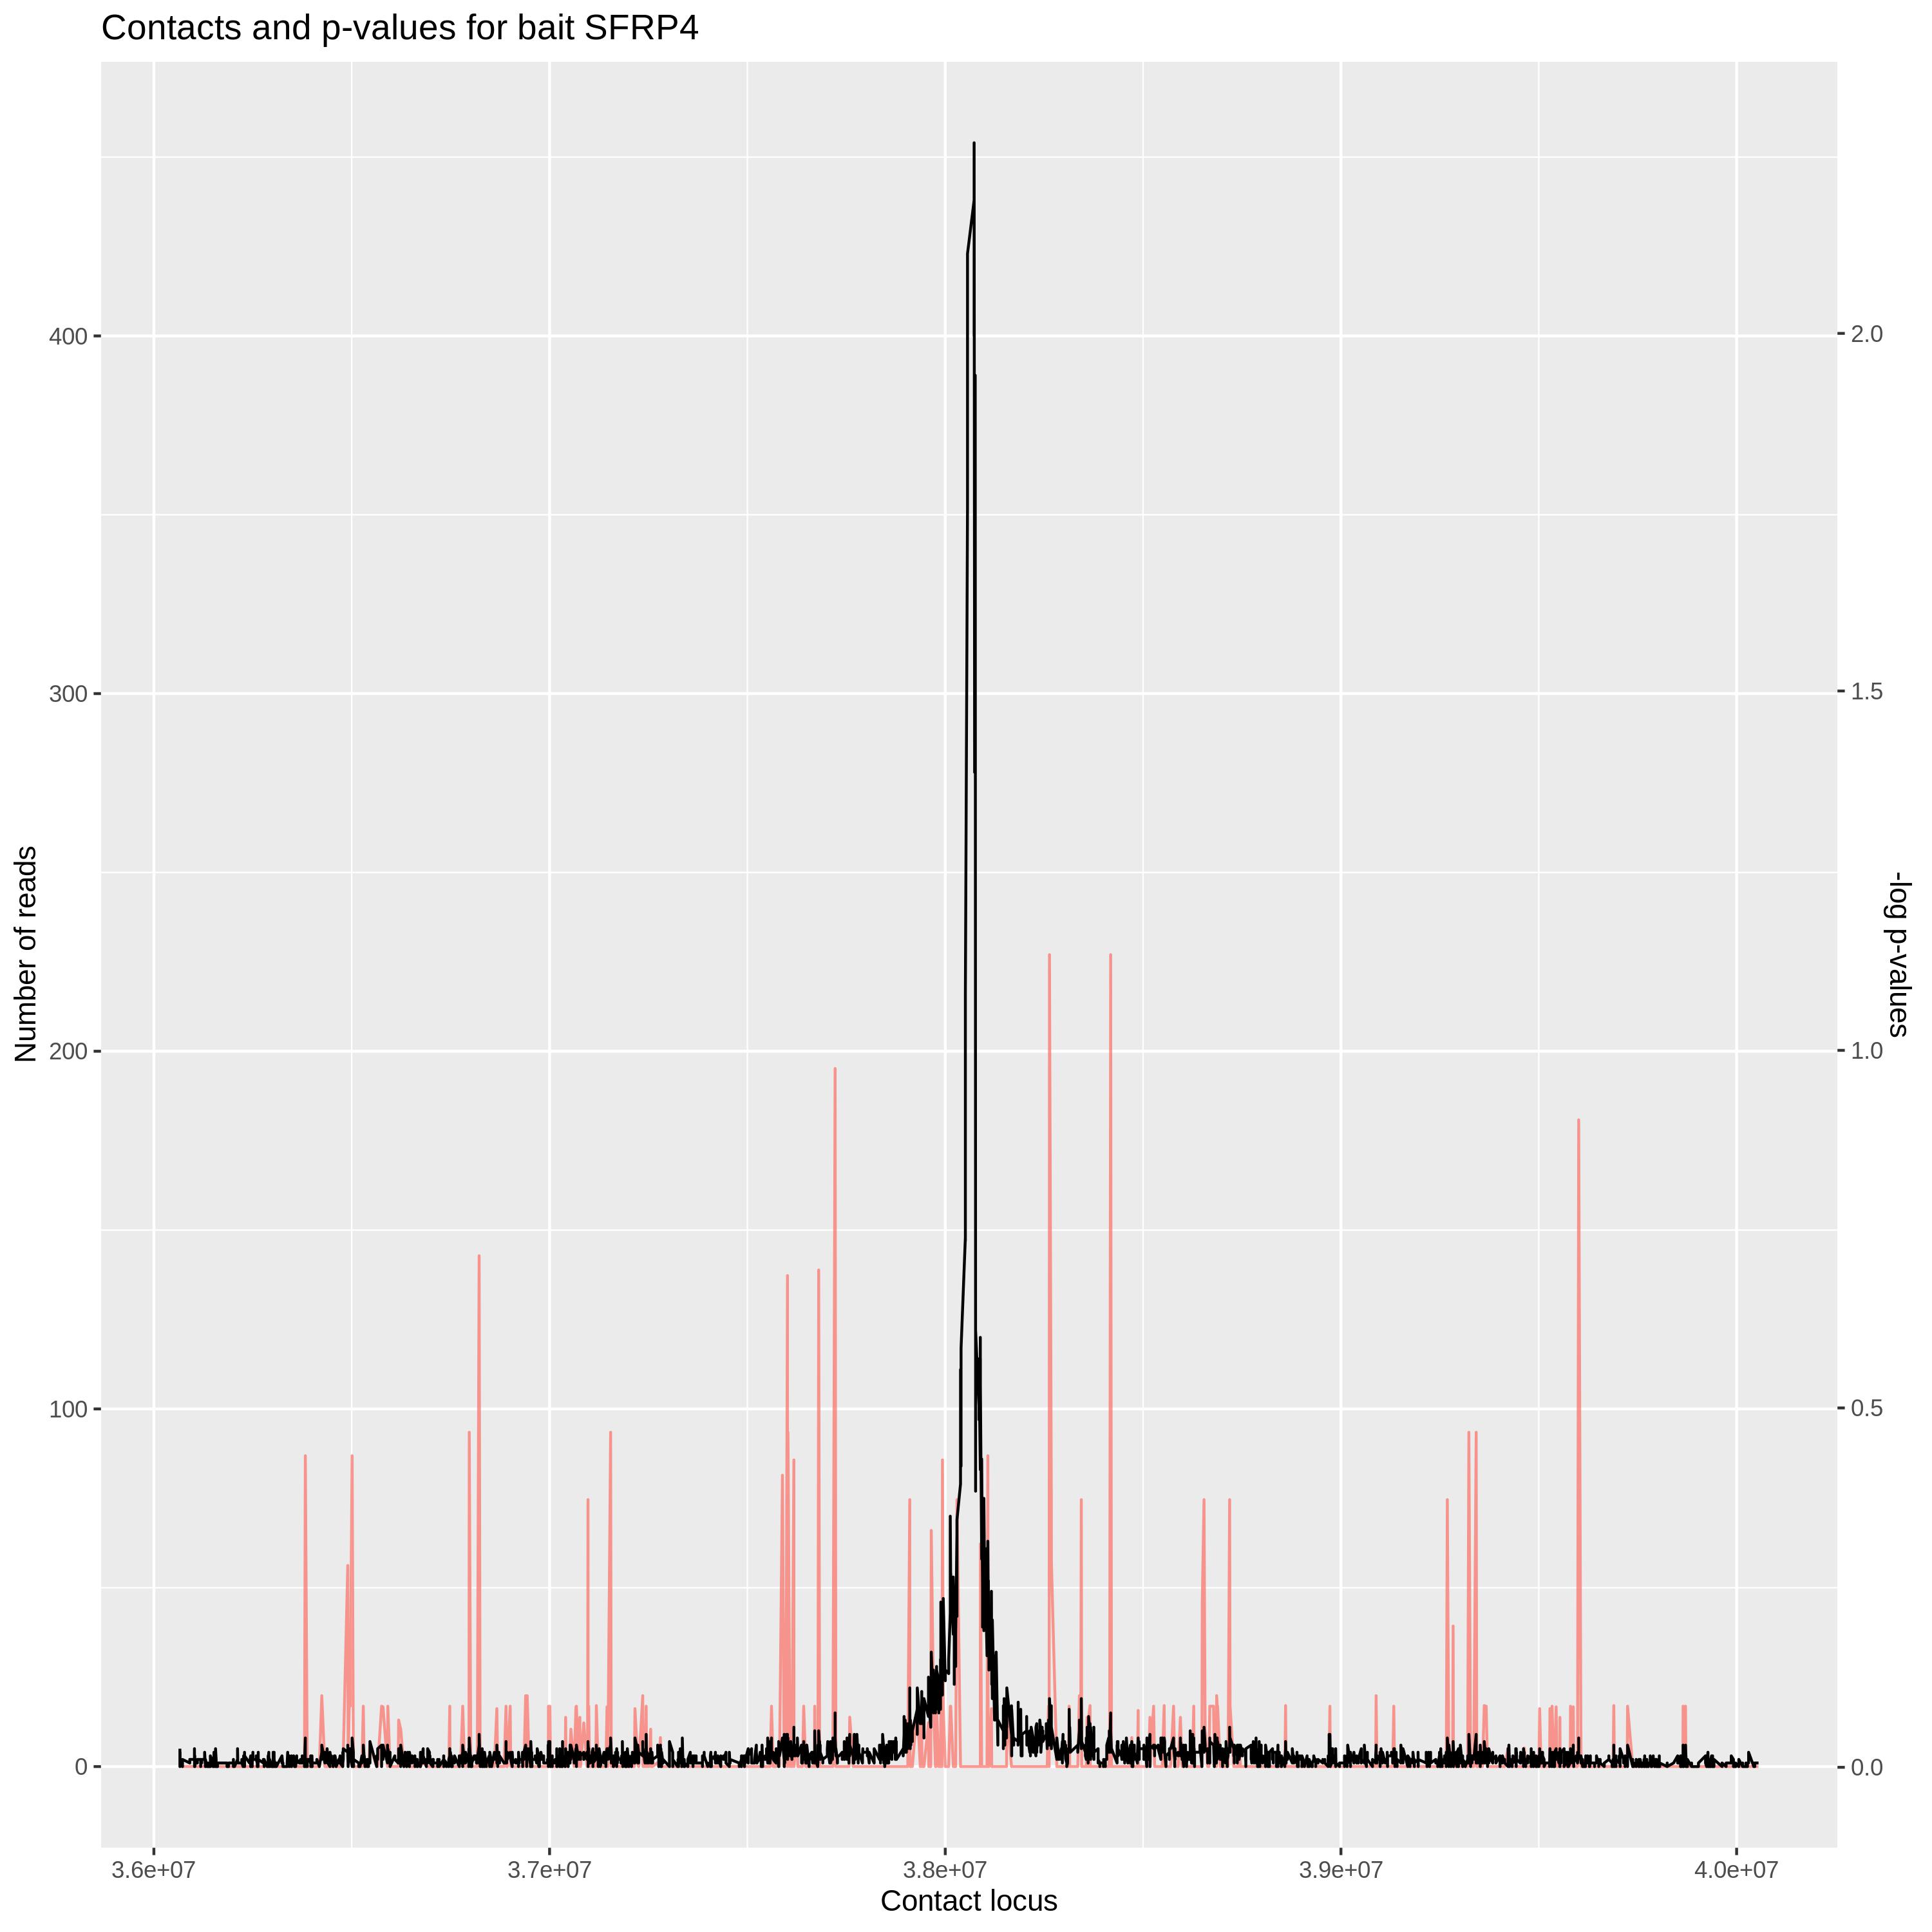 Contacts and p-values for bait SFRP4
400
300
200
100
0
Number of reads
2.0
1.5
1.0
0.5
0.0
-log p-values
3.6e+07
3.7e+07
3.8e+07
3.9e+07
4.0e+07
Contact locus